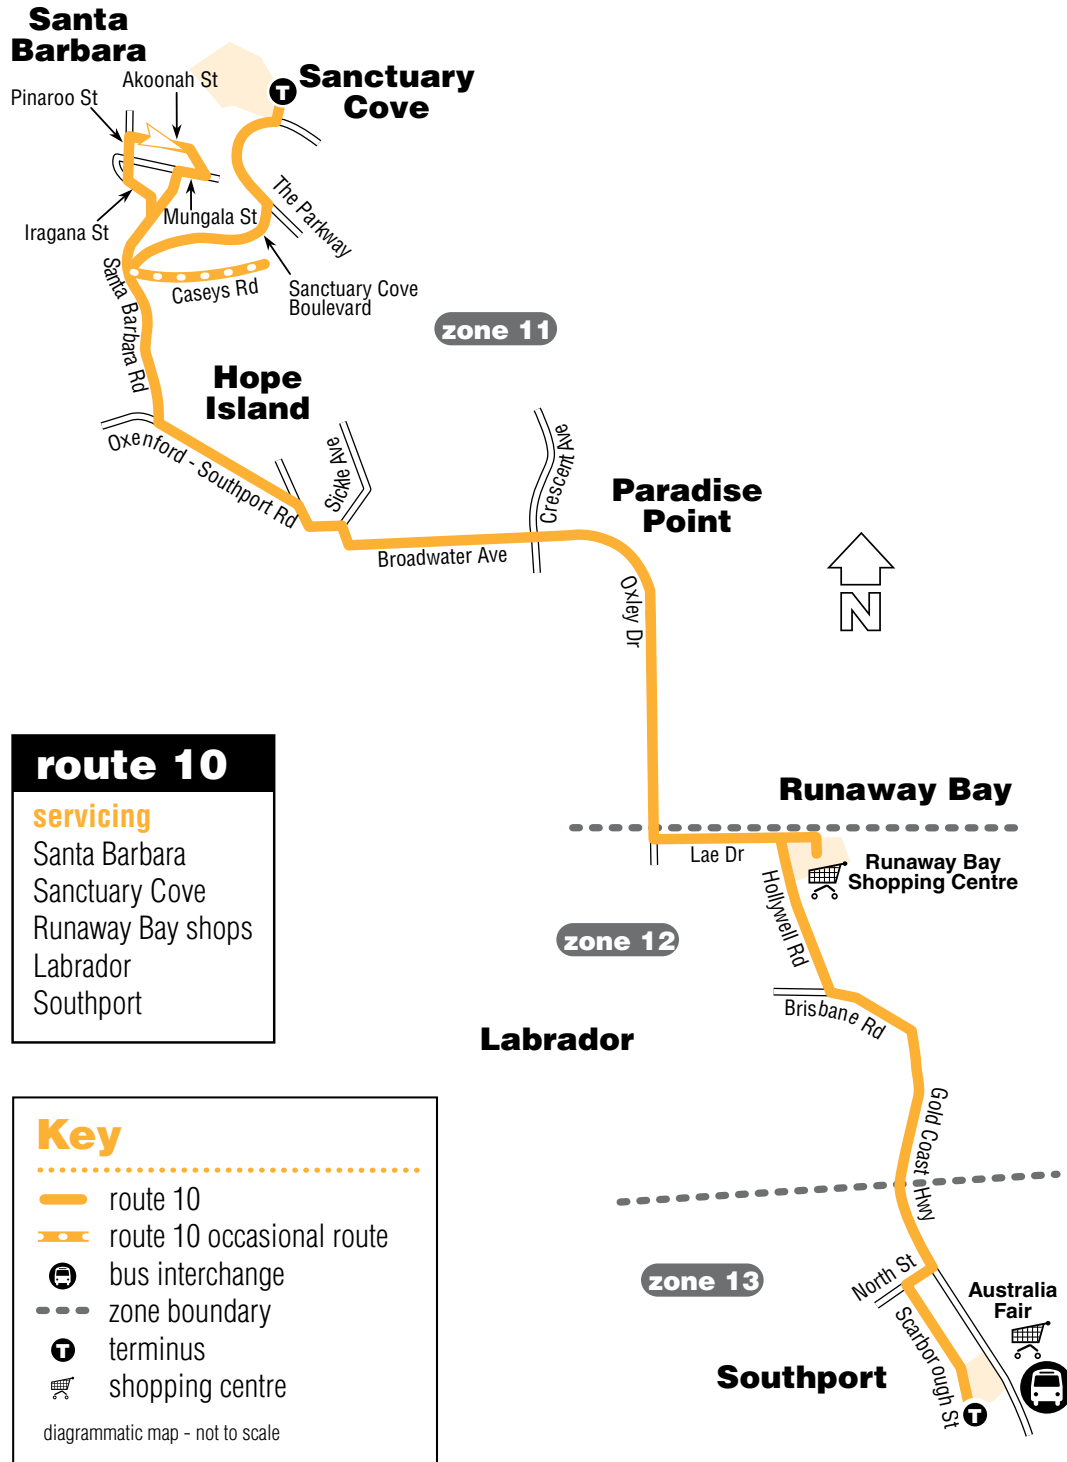 Santa
Barbara
Akoonah St
Pinaroo St
Sanctuary
Cove
T
Iragana St
Mungala St
The Parkway
Santa Barbara Rd
Caseys Rd
Sanctuary Cove
Boulevard
zone 11
Hope
Island
Oxenford - Southport Rd
Sickle Ave
Crescent Ave
Broadwater Ave
Paradise
Point
Oxley Dr
N
route 10
servicing
Santa Barbara
Sanctuary Cove
Runaway Bay shops
Labrador
Southport
Runaway Bay
Lae Dr
Runaway Bay
Shopping Centre
Hollywell Rd
zone 12
Brisbane Rd
Labrador
Gold Coast Hwy
zone 13
North St
Australia
Fair
Scarborough St
Southport
T
Key
route 10
route 10 occasional route
bus interchange
zone boundary
T
terminus
shopping centre
diagrammatic map - not to scale